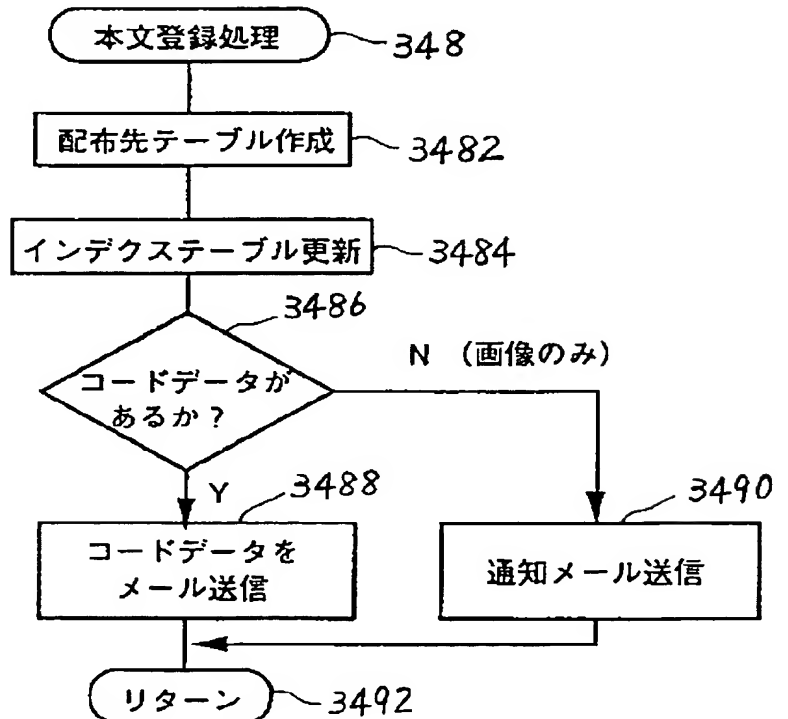 本文登録処理
348
配布先テーブル作成
3482
インデクステーブル更新
3484
3486
コードデータが
あるか？
N （画像のみ）
Y
3488
コードデータを
メール送信
3490
通知メール送信
リターン
3492